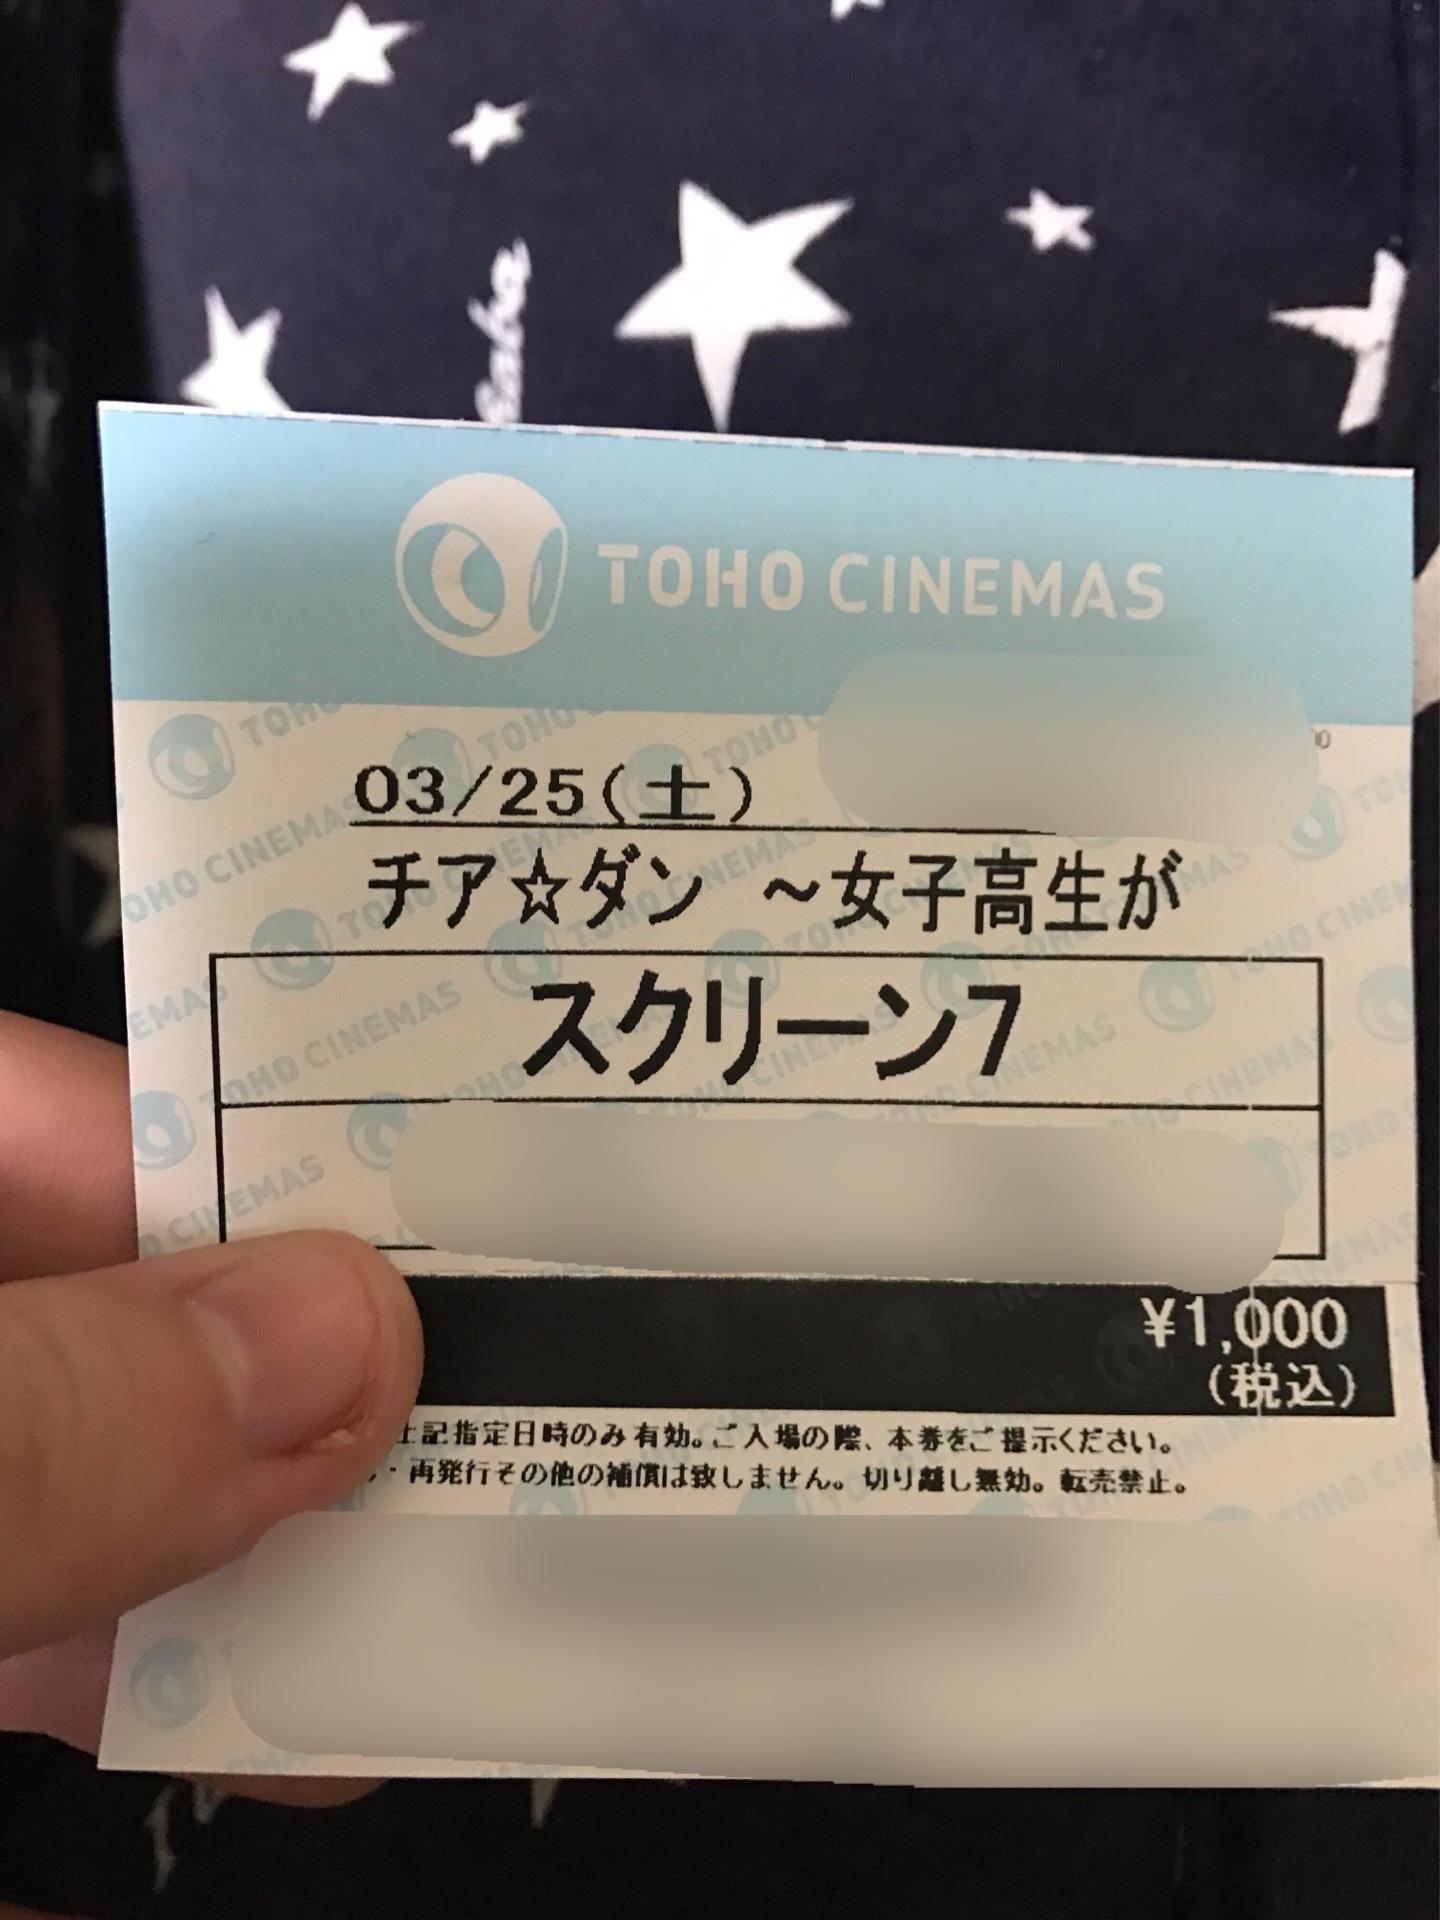 Saba
TOHO CINEMAS
03/25(土)
チア☆ダン ～女子高生が
スクリーン7
¥1,000
(税込)
上記指定日時のみ有効。ご入場の際、本券をご提示ください。
・再発行その他の補償は致しません。切り離し無効。転売禁止。